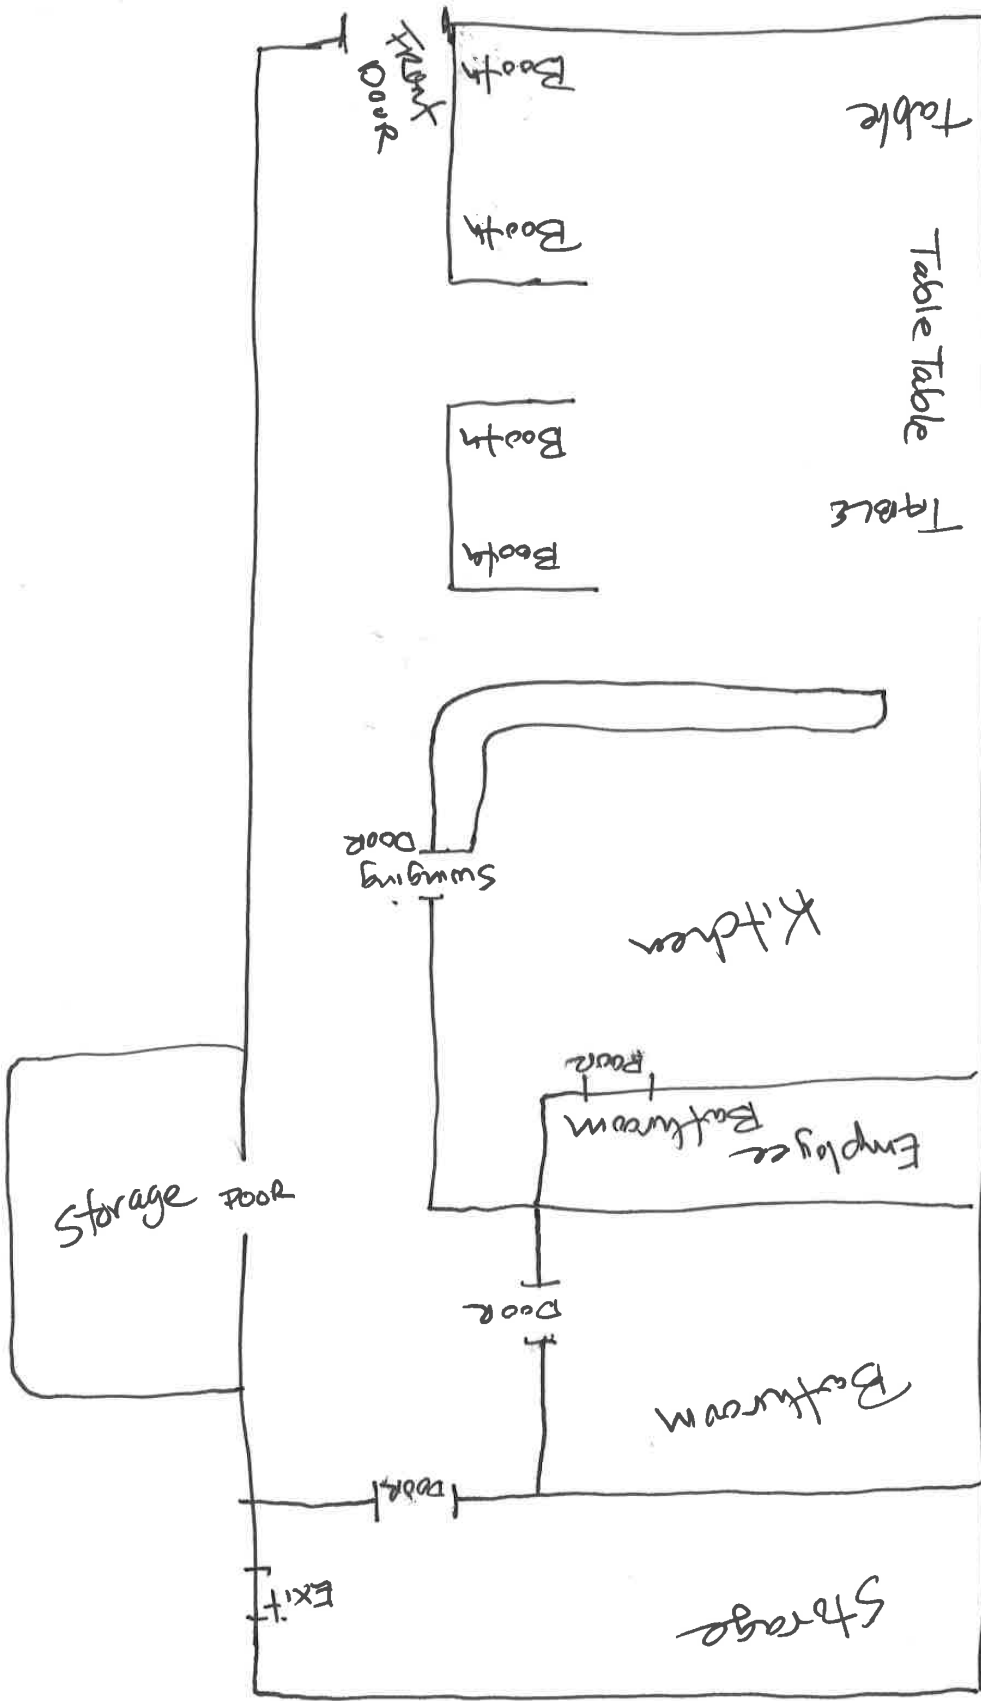 FRONT
DOOR
Booth
Table
Booth
Table Table
Booth
TABLE
Booth
Swinging
DOOR
Kitchen
DOOR
Employee
Bathroom
Storage
DOOR
DOOR
Bathroom
DOOR
EXIT
Storage